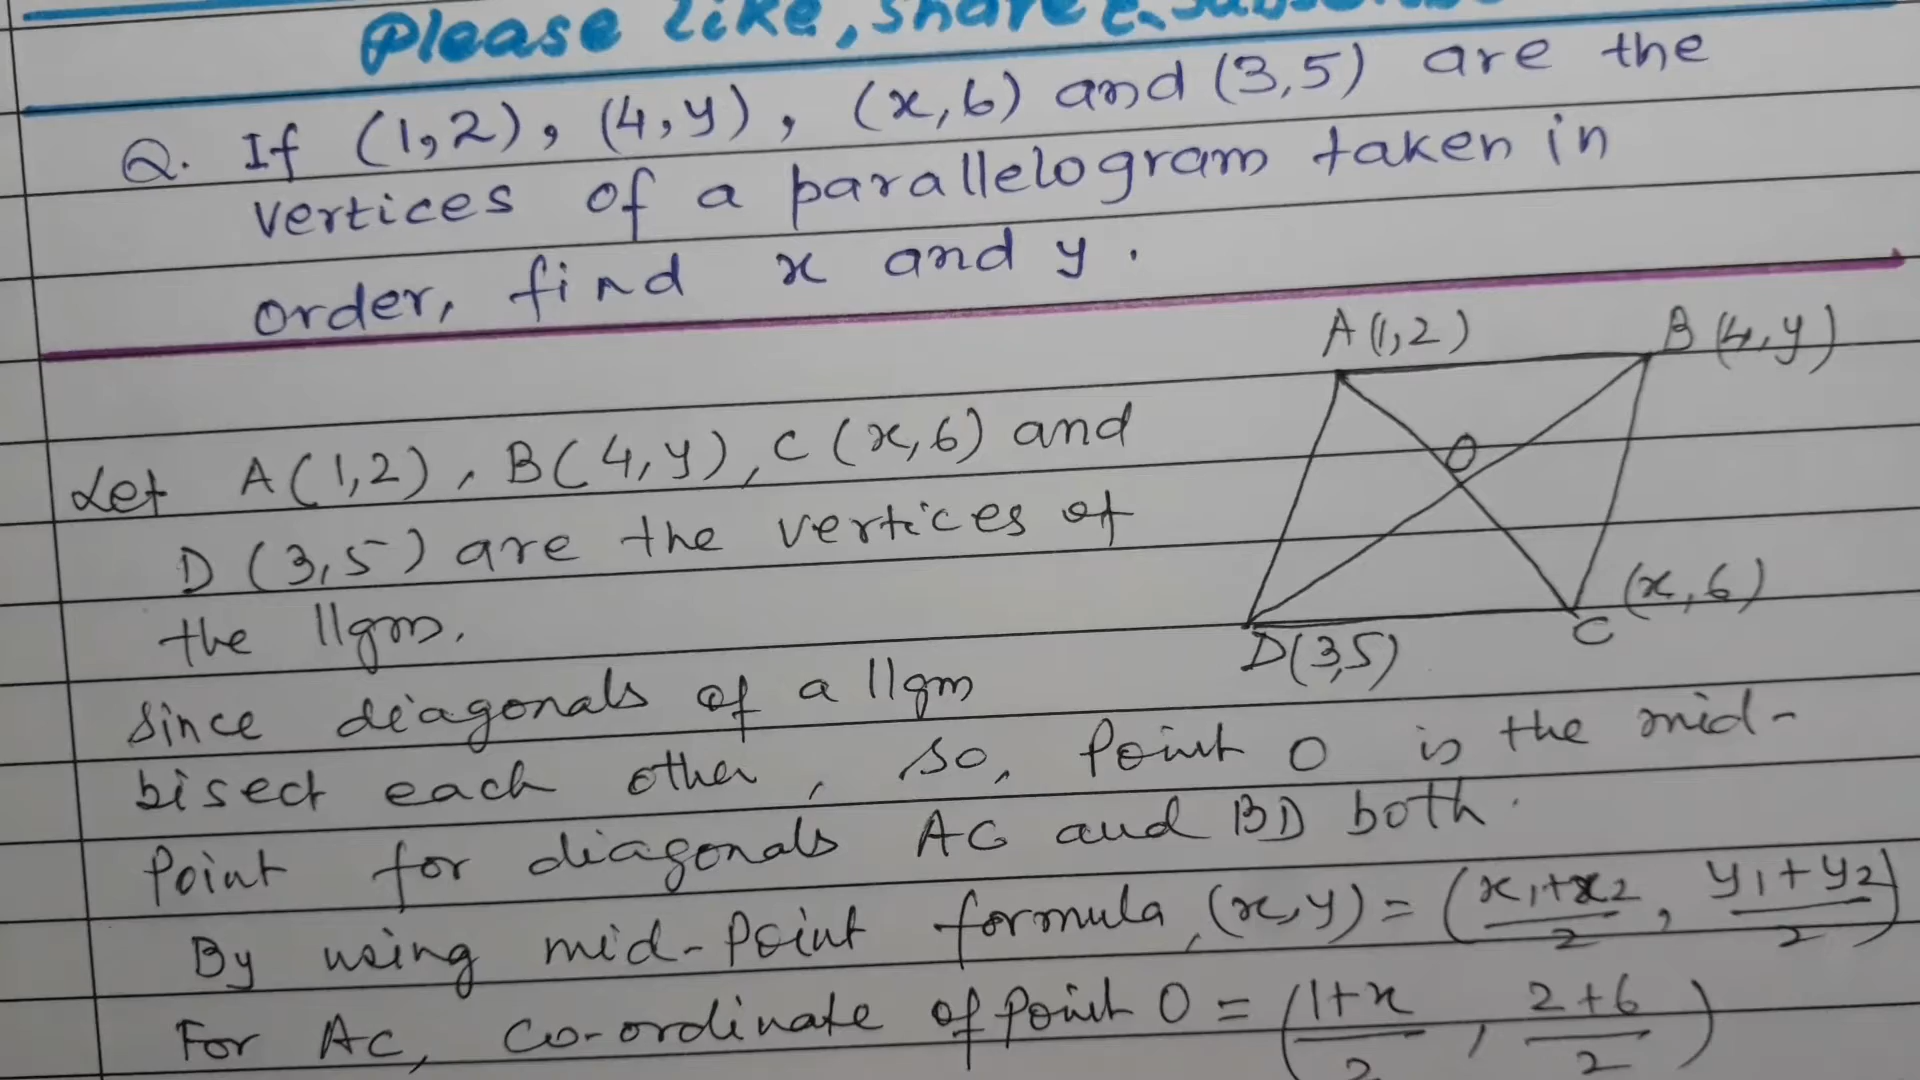 Please like, share & subscribe
Q. If (1,2), (4,y), (x,6) and (3,5) are the
vertices of a parallelogram taken in
order, find x and y.
A(1,2)
B(4,y)
Let A(1,2), B(4,y), C(x,6) and
O
D(3,5) are the vertices of
the llgm.
(x,6)
C
D(3,5)
Since diagonals of a llgm
bisect each other, so, Point O is the mid-
Point for diagonals AC and BD both.
By using mid-Point formula, (x,y) = (x₁+x₂/2, y₁+y₂/2)
For AC, Co-ordinate of point O = (1+x/2, 2+6/2)